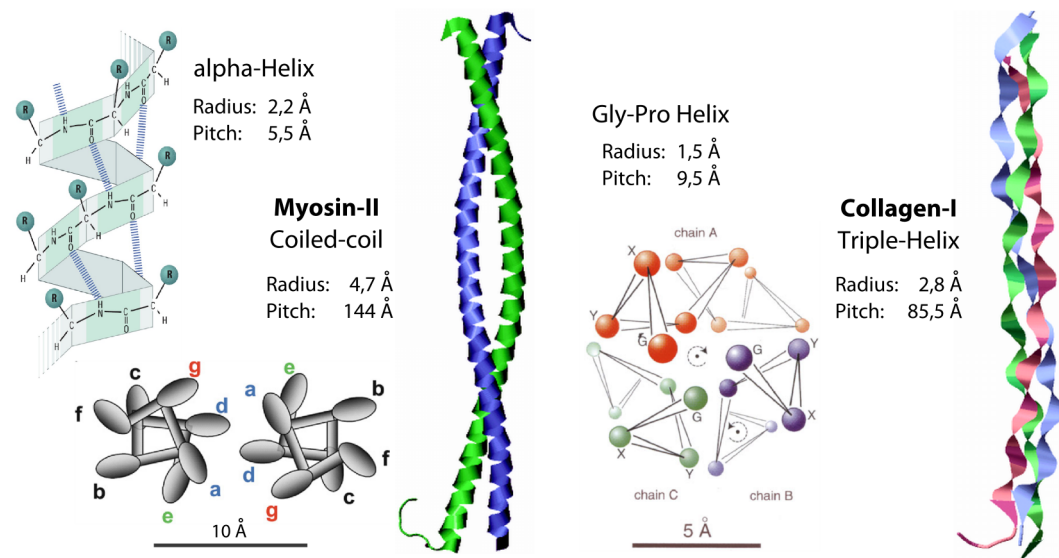 alpha-Helix
Radius: 2,2 Å
Pitch: 5,5 Å
R
R
R
R
R
R
R
R
H
N
H
C
O
C
H
N
C
O
H
C
H
N
C
O
C
H
N
C
O
C
H
H
C
H
N
C
O
C
H
Myosin-II
Coiled-coil
Radius: 4,7 Å
Pitch: 144 Å
c
g
f
d
b
a
e
e
a
b
d
f
g
c
10 Å
Gly-Pro Helix
Radius: 1,5 Å
Pitch: 9,5 Å
chain A
X
Y
G
G
Y
X
G
X
Y
chain C
chain B
5 Å
Collagen-I
Triple-Helix
Radius: 2,8 Å
Pitch: 85,5 Å